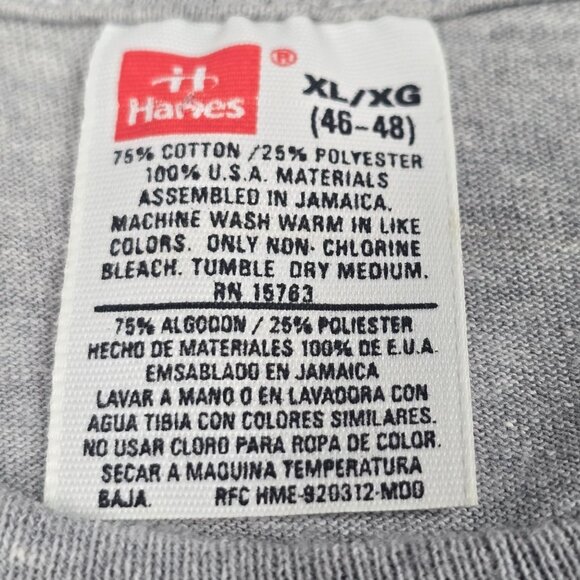 Hanes ® XL/XG
(46-48)
75% COTTON / 25% POLYESTER
100% U.S.A. MATERIALS
ASSEMBLED IN JAMAICA.
MACHINE WASH WARM IN LIKE
COLORS. ONLY NON- CHLORINE
BLEACH. TUMBLE DRY MEDIUM.
RN 15763
75% ALGODON / 25% POLIESTER
HECHO DE MATERIALES 100% DE E.U.A.
EMSABLADO EN JAMAICA
LAVAR A MANO O EN LAVADORA CON
AGUA TIBIA CON COLORES SIMILARES.
NO USAR CLORO PARA ROPA DE COLOR.
SECAR A MAQUINA TEMPERATURA
BAJA. RFC HME-920312-MD0